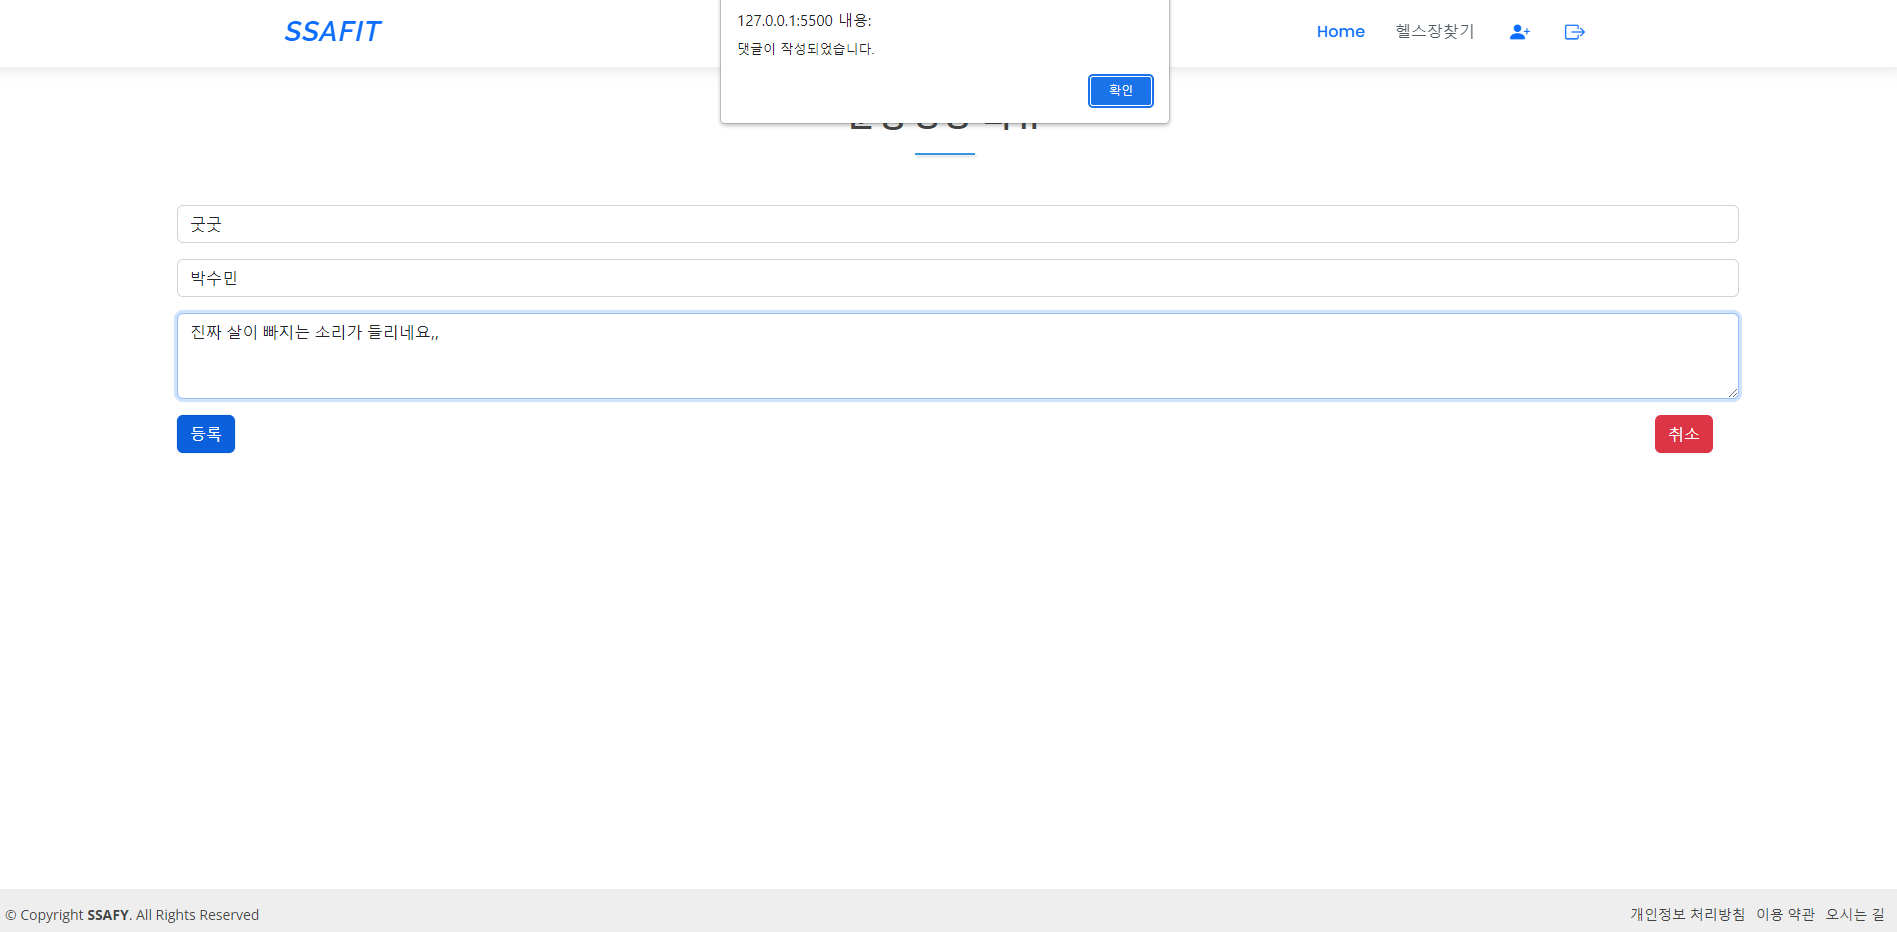 SSAFIT
Home 헬스장찾기
127.0.0.1:5500 내용:
댓글이 작성되었습니다.
확인
굿굿
박수민
진짜 살이 빠지는 소리가 들리네요,,
등록
취소
© Copyright SSAFY. All Rights Reserved
개인정보 처리방침 이용 약관 오시는 길